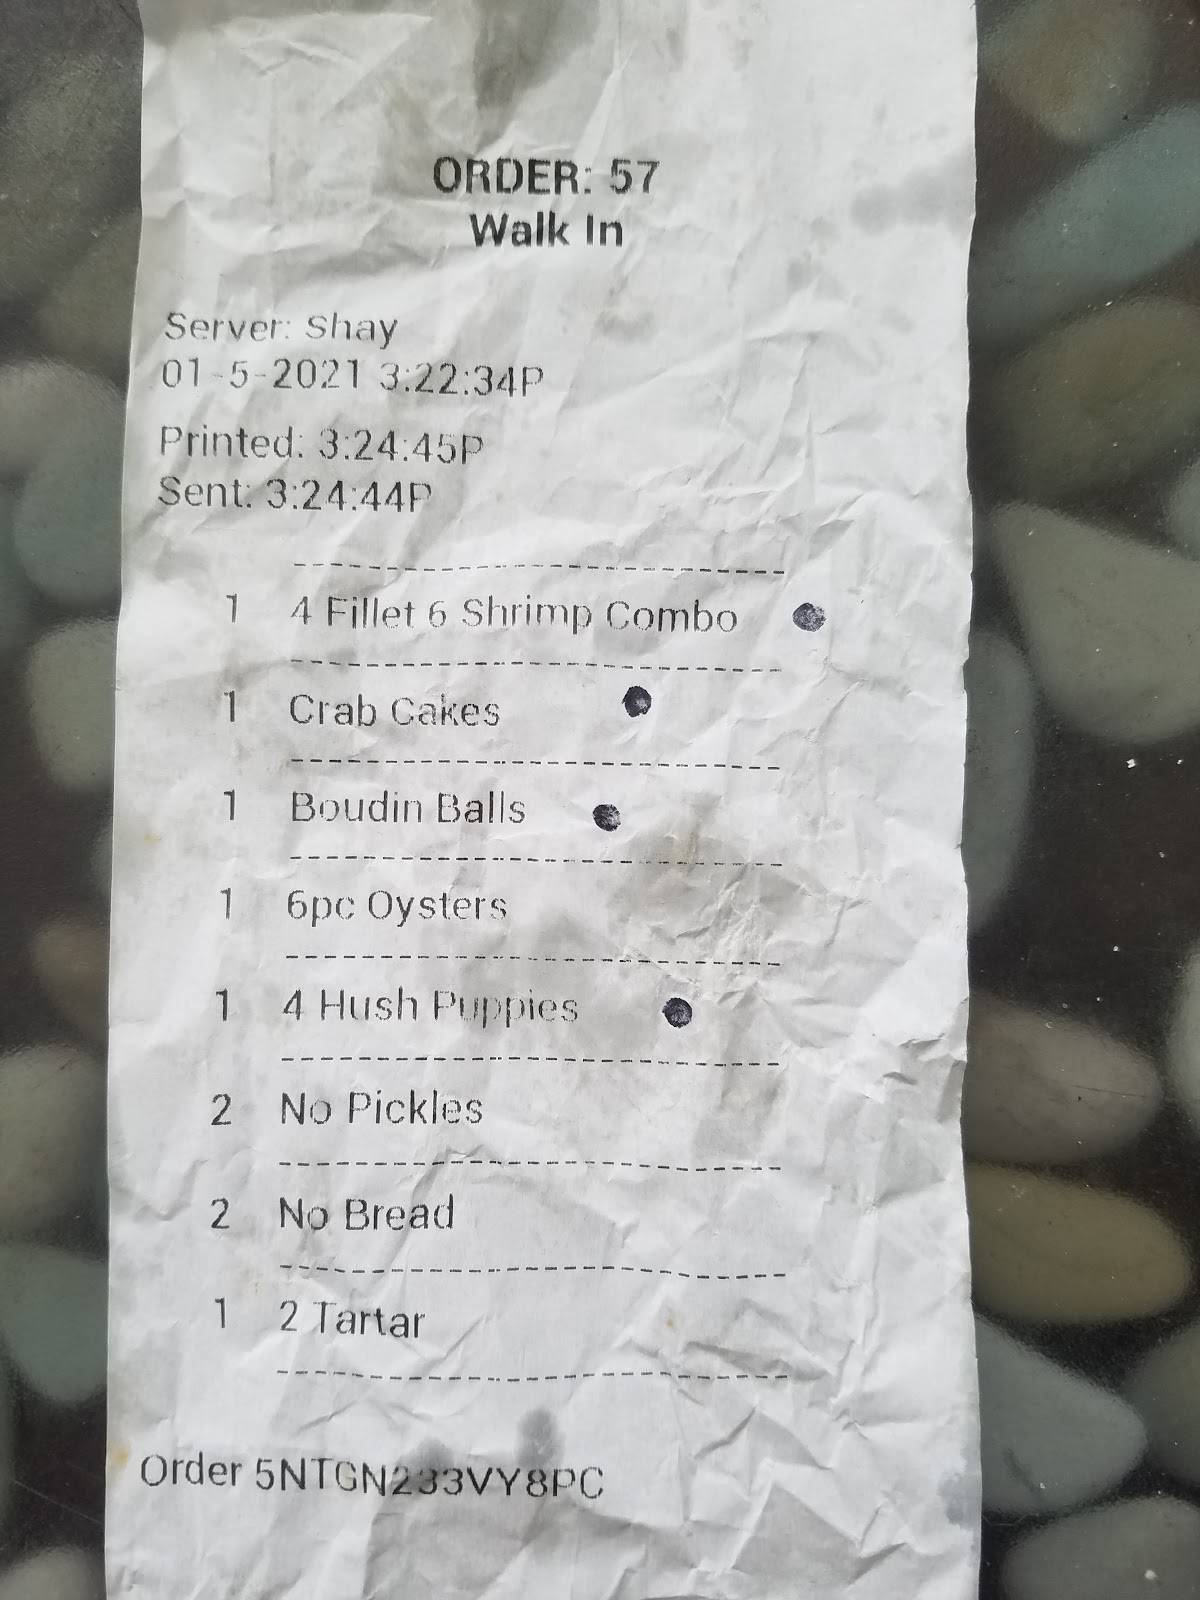 ORDER: 57
Walk In
Server: Shay
01-5-2021 3:22:34P
Printed: 3:24:45P
Sent: 3:24:44P
1 4 Fillet 6 Shrimp Combo
1 Crab Cakes
1 Boudin Balls
1 6pc Oysters
1 4 Hush Puppies
2 No Pickles
2 No Bread
1 2 Tartar
Order 5NTGN233VY8PC